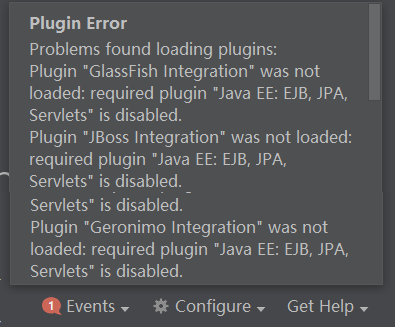 Plugin Error
Problems found loading plugins:
Plugin "GlassFish Integration" was not
loaded: required plugin "Java EE: EJB, JPA,
Servlets" is disabled.
Plugin "JBoss Integration" was not loaded:
required plugin "Java EE: EJB, JPA,
Servlets" is disabled.
Servlets" is disabled.
Plugin "Geronimo Integration" was not
loaded: required plugin "Java EE: EJB, JPA,
Servlets" is disabled.
1 Events Configure Get Help